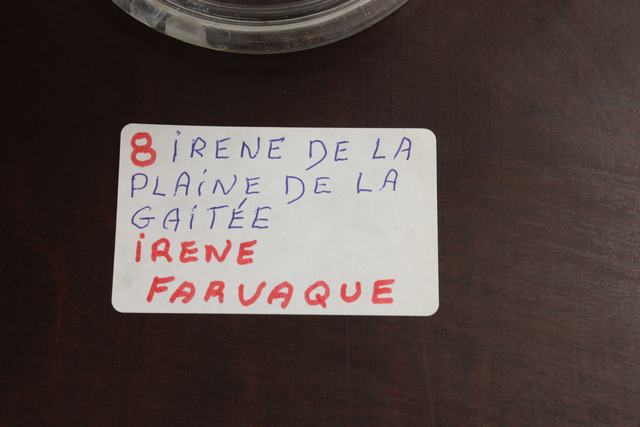 8 iRENE DE LA
PLAiNE DE LA
GAiTÉE
iRENE
FARVAQUE